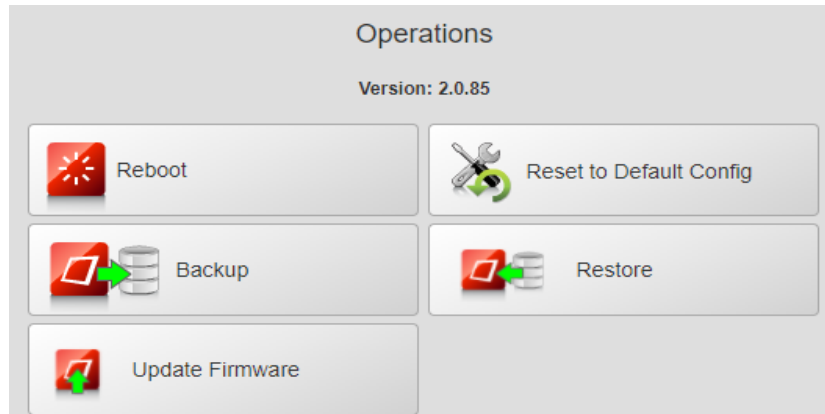 Operations
Version: 2.0.85
Reboot
Reset to Default Config
Backup
Restore
Update Firmware